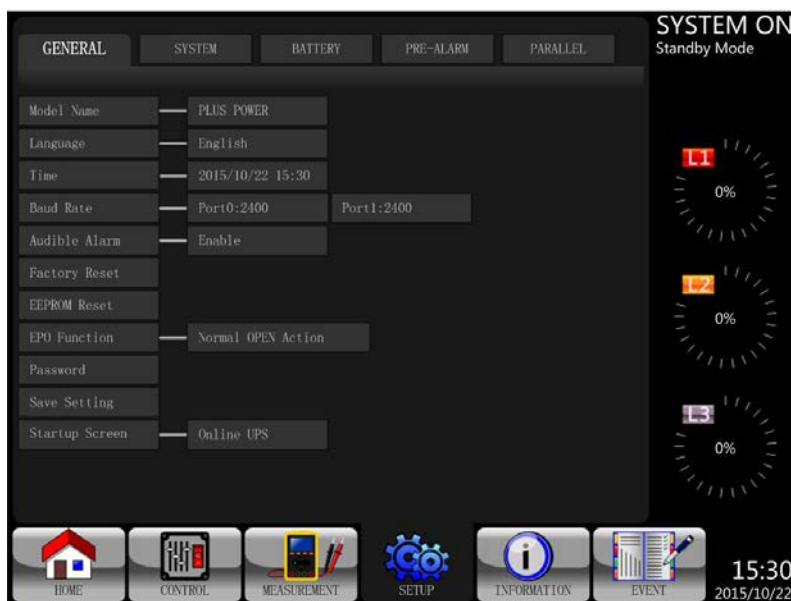 SYSTEM ON
Standby Mode
GENERAL SYSTEM BATTERY PRE-ALARM PARALLEL
Model Name PLUS POWER
Language English
Time 2015/10/22 15:30
Baud Rate Port0:2400 Port1:2400
Audible Alarm Enable
Factory Reset
EEPROM Reset
EPO Function Normal OPEN Action
Password
Save Setting
Startup Screen Online UPS
L1
0%
L2
0%
L3
0%
HOME CONTROL MEASUREMENT SETUP INFORMATION EVENT
15:30
2015/10/22